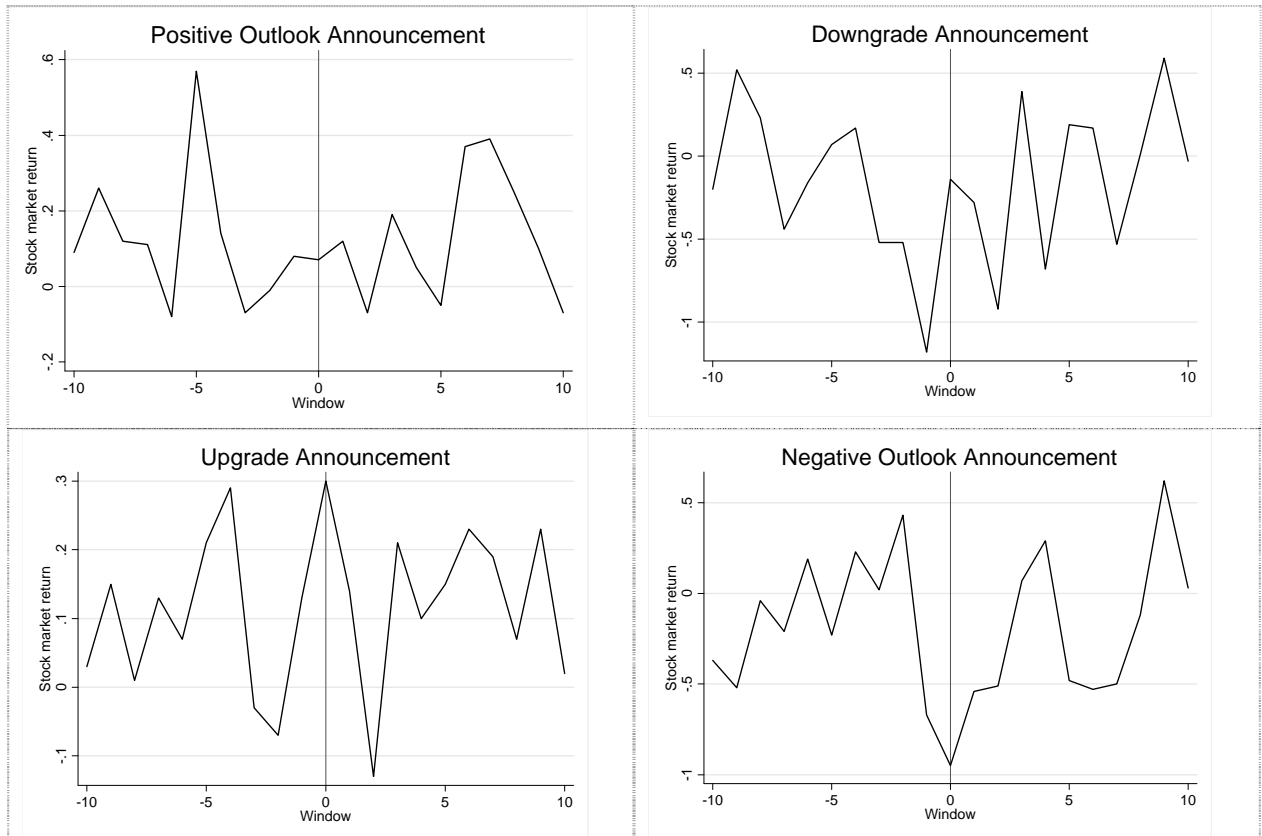 Positive Outlook Announcement
Stock market return
.6
.4
.2
0
-.2
-10 -5 0 5 10
Window
Downgrade Announcement
Stock market return
.5
0
-.5
-1
-10 -5 0 5 10
Window
Upgrade Announcement
Stock market return
.3
.2
.1
0
-.1
-10 -5 0 5 10
Window
Negative Outlook Announcement
Stock market return
.5
0
-.5
-1
-10 -5 0 5 10
Window